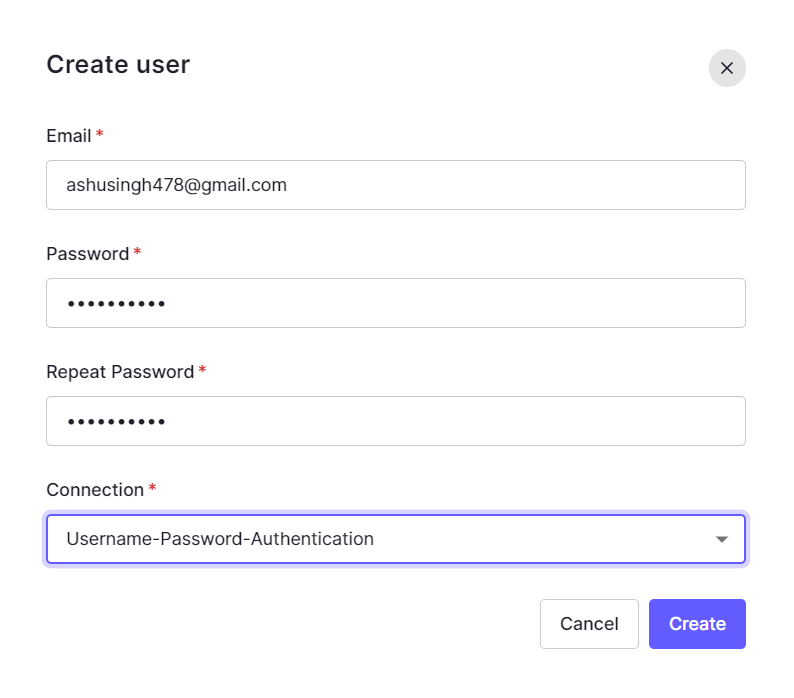 Create user
Email *
ashusingh478@gmail.com
Password *
••••••••••
Repeat Password *
••••••••••
Connection *
Username-Password-Authentication
Cancel
Create